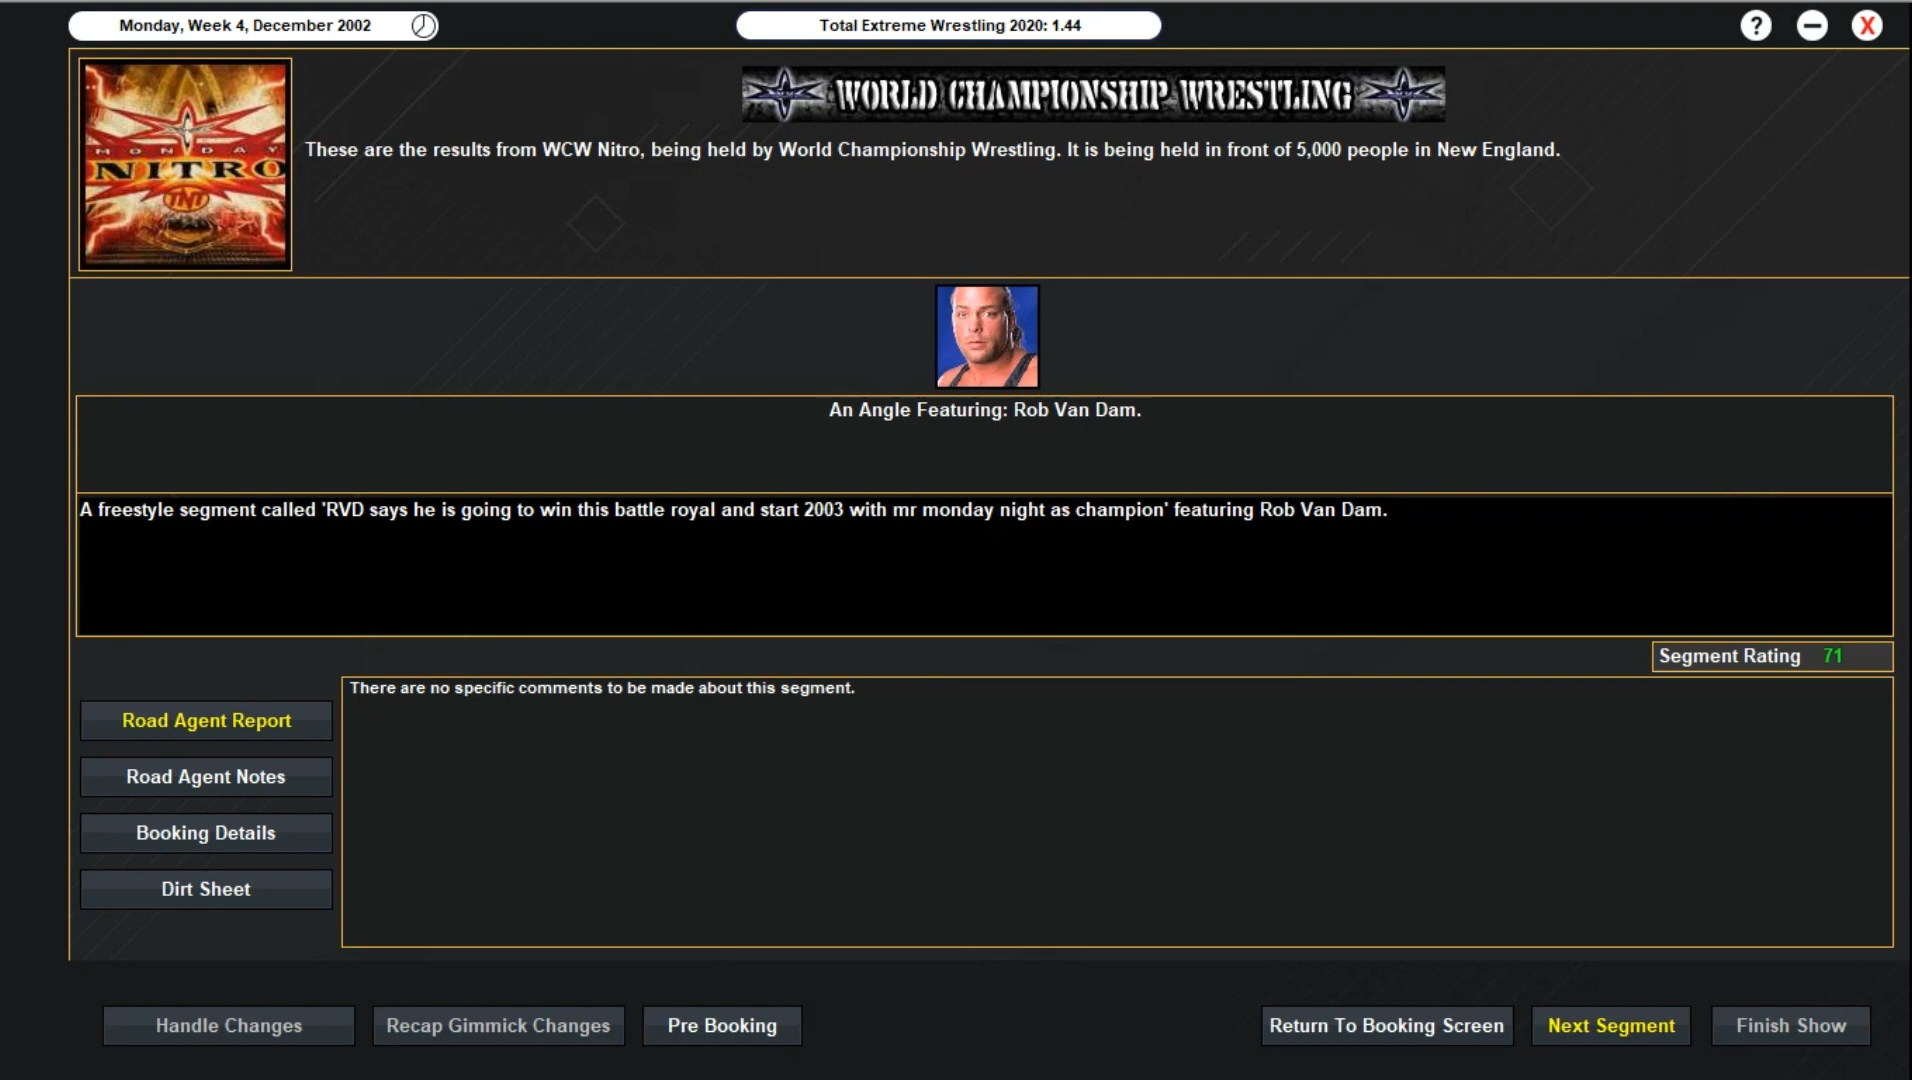 Monday, Week 4, December 2002
Total Extreme Wrestling 2020: 1.44
?
X
WORLD CHAMPIONSHIP WRESTLING
MONDAY
NITRO
TNT
These are the results from WCW Nitro, being held by World Championship Wrestling. It is being held in front of 5,000 people in New England.
An Angle Featuring: Rob Van Dam.
A freestyle segment called 'RVD says he is going to win this battle royal and start 2003 with mr monday night as champion' featuring Rob Van Dam.
Segment Rating 71
There are no specific comments to be made about this segment.
Road Agent Report
Road Agent Notes
Booking Details
Dirt Sheet
Handle Changes
Recap Gimmick Changes
Pre Booking
Return To Booking Screen
Next Segment
Finish Show